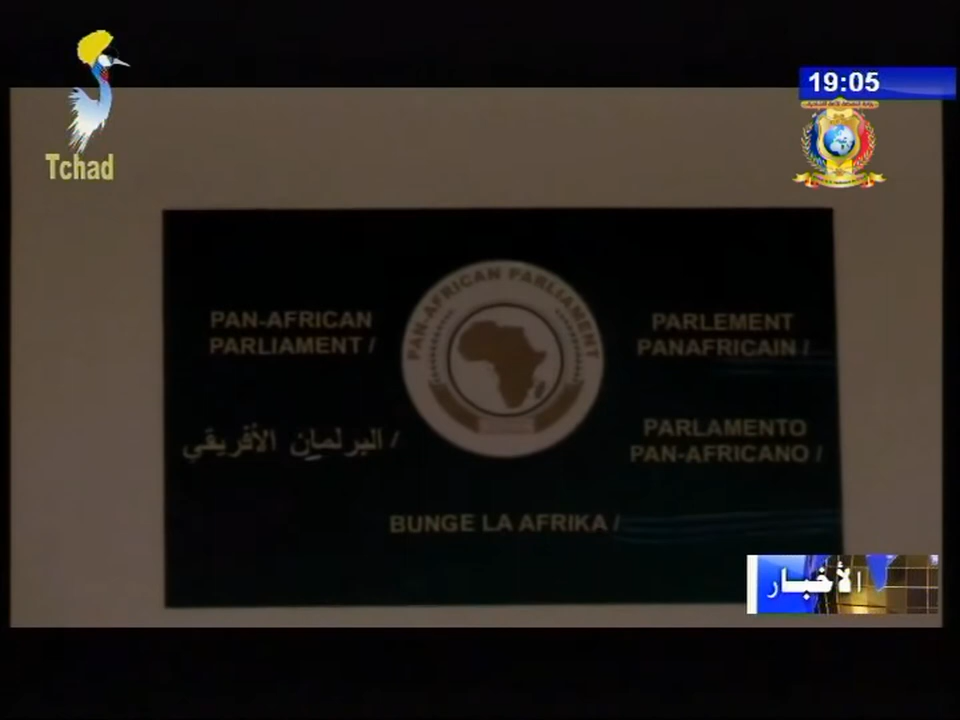 Tchad
19:05
PAN-AFRICAN
PARLIAMENT /
PAN-AFRICAN PARLIAMENT
PARLEMENT
PANAFRICAIN /
البرلمان الأفريقي /
PARLAMENTO
PAN-AFRICANO /
BUNGE LA AFRIKA /
الأخبار